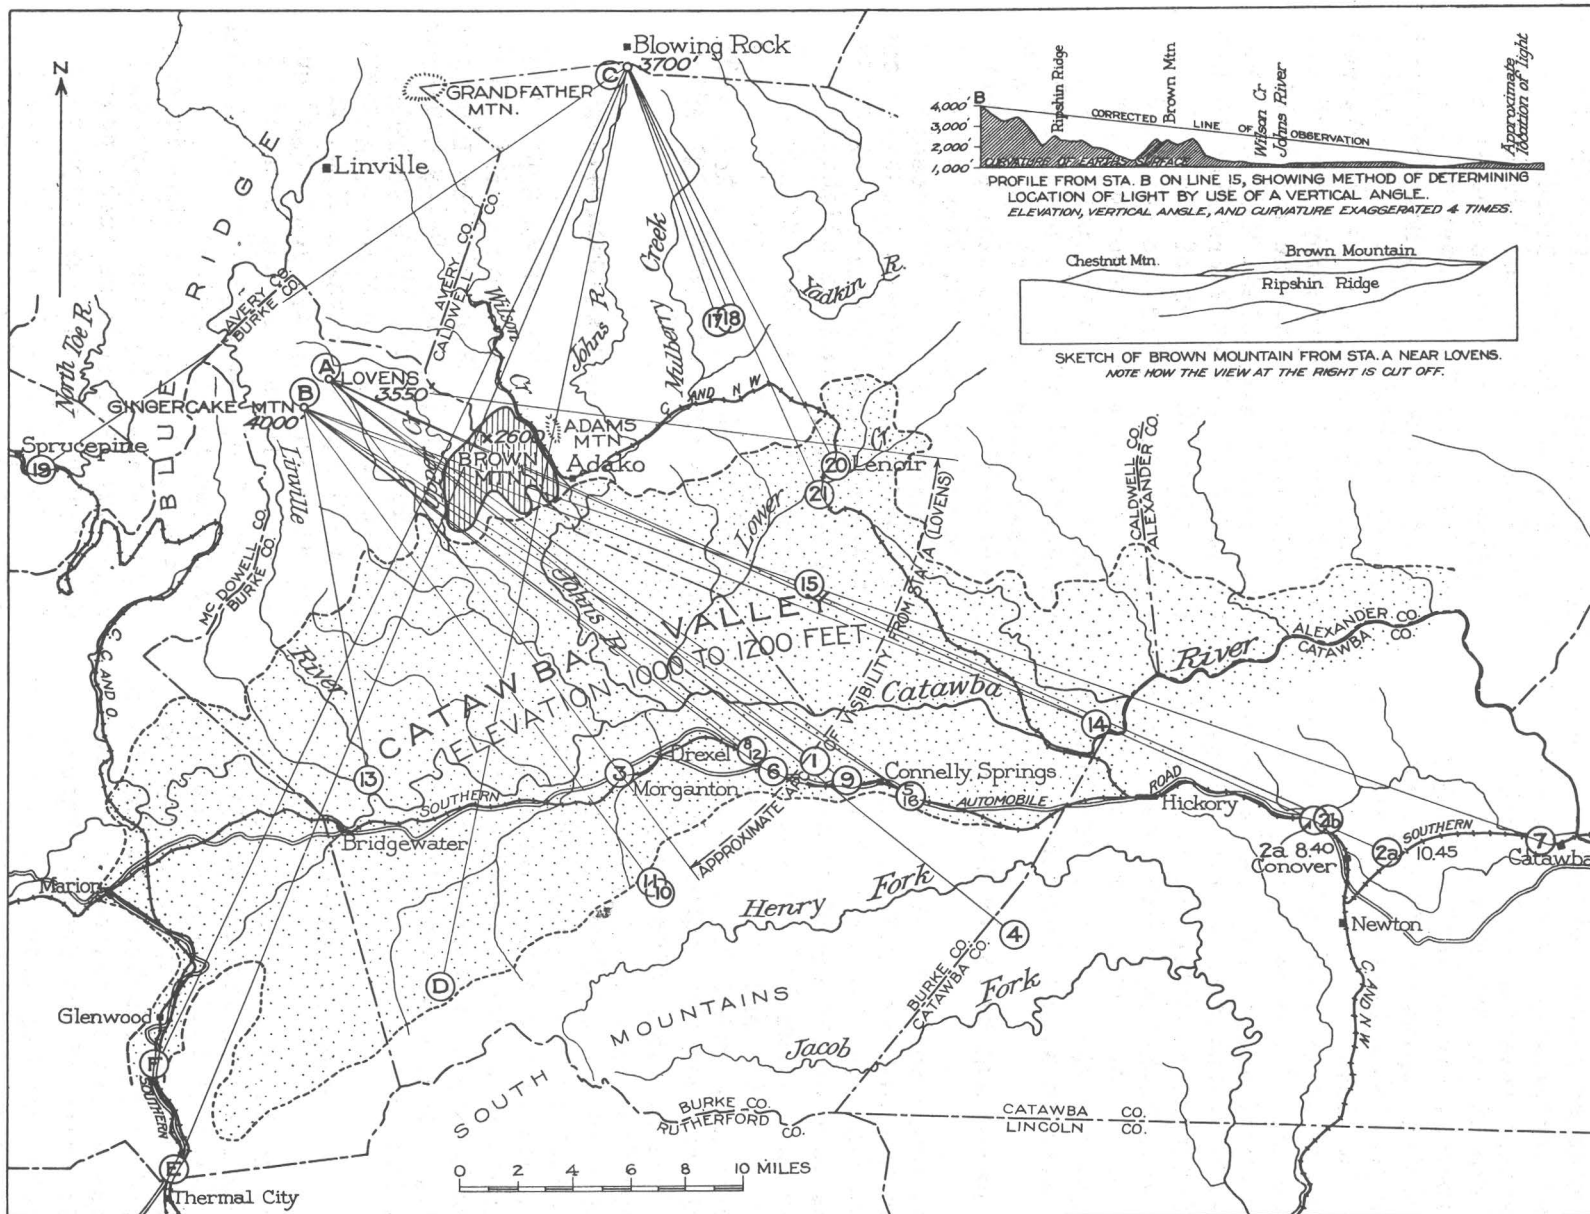 N
Blowing Rock
3700'
C
GRANDFATHER
MTN.
Linville
BLUE RIDGE
AVERY CO.
BURKE CO.
AVERY CO.
CALDWELL CO.
Wilson
Cr
Johns R.
Mulberry
Creek
Yadkin R.
17
18
North Toe R.
A
LOVENS
3550'
B
GINGERCAKE MTN
4000'
Sprucepine
19
Linville
River
×2600
BROWN
MTN.
ADAMS
MTN.
Adako
C AND N W
20
Lenoir
21
Lower
Cr
MC DOWELL CO.
BURKE CO.
C. C. AND O.
CALDWELL CO.
ALEXANDER CO.
15
Johns R
CATAWBA VALLEY
ELEVATION 1000 TO 1200 FEET
APPROXIMATE LIMIT OF VISIBILITY FROM STA. A (LOVENS)
Catawba
River
ALEXANDER CO.
CATAWBA CO.
14
13
3
Morganton
Drexel
8
12
6
1
9
Connelly Springs
5
16
AUTOMOBILE
ROAD
Hickory
2b
2a 8.40
Conover
2a
SOUTHERN
10.45
7
Catawba
SOUTHERN
Bridgewater
Marion
11
10
4
Newton
Henry
Fork
Jacob
Fork
BURKE CO.
CATAWBA CO.
D
C. AND N W
Glenwood
F
SOUTHERN
E
Thermal City
SOUTH
MOUNTAINS
BURKE CO.
RUTHERFORD CO.
CATAWBA CO.
LINCOLN CO.
0 2 4 6 8 10 MILES
B
4,000'
3,000'
2,000'
1,000'
Ripshin Ridge
Brown Mtn
Wilson Cr
Johns River
Approximate
location of light
CORRECTED LINE OF OBSERVATION
CURVATURE OF EARTHS SURFACE
PROFILE FROM STA. B ON LINE 15, SHOWING METHOD OF DETERMINING
LOCATION OF LIGHT BY USE OF A VERTICAL ANGLE.
ELEVATION, VERTICAL ANGLE, AND CURVATURE EXAGGERATED 4 TIMES.
Chestnut Mtn.
Brown Mountain
Ripshin Ridge
SKETCH OF BROWN MOUNTAIN FROM STA. A NEAR LOVENS.
NOTE HOW THE VIEW AT THE RIGHT IS CUT OFF.